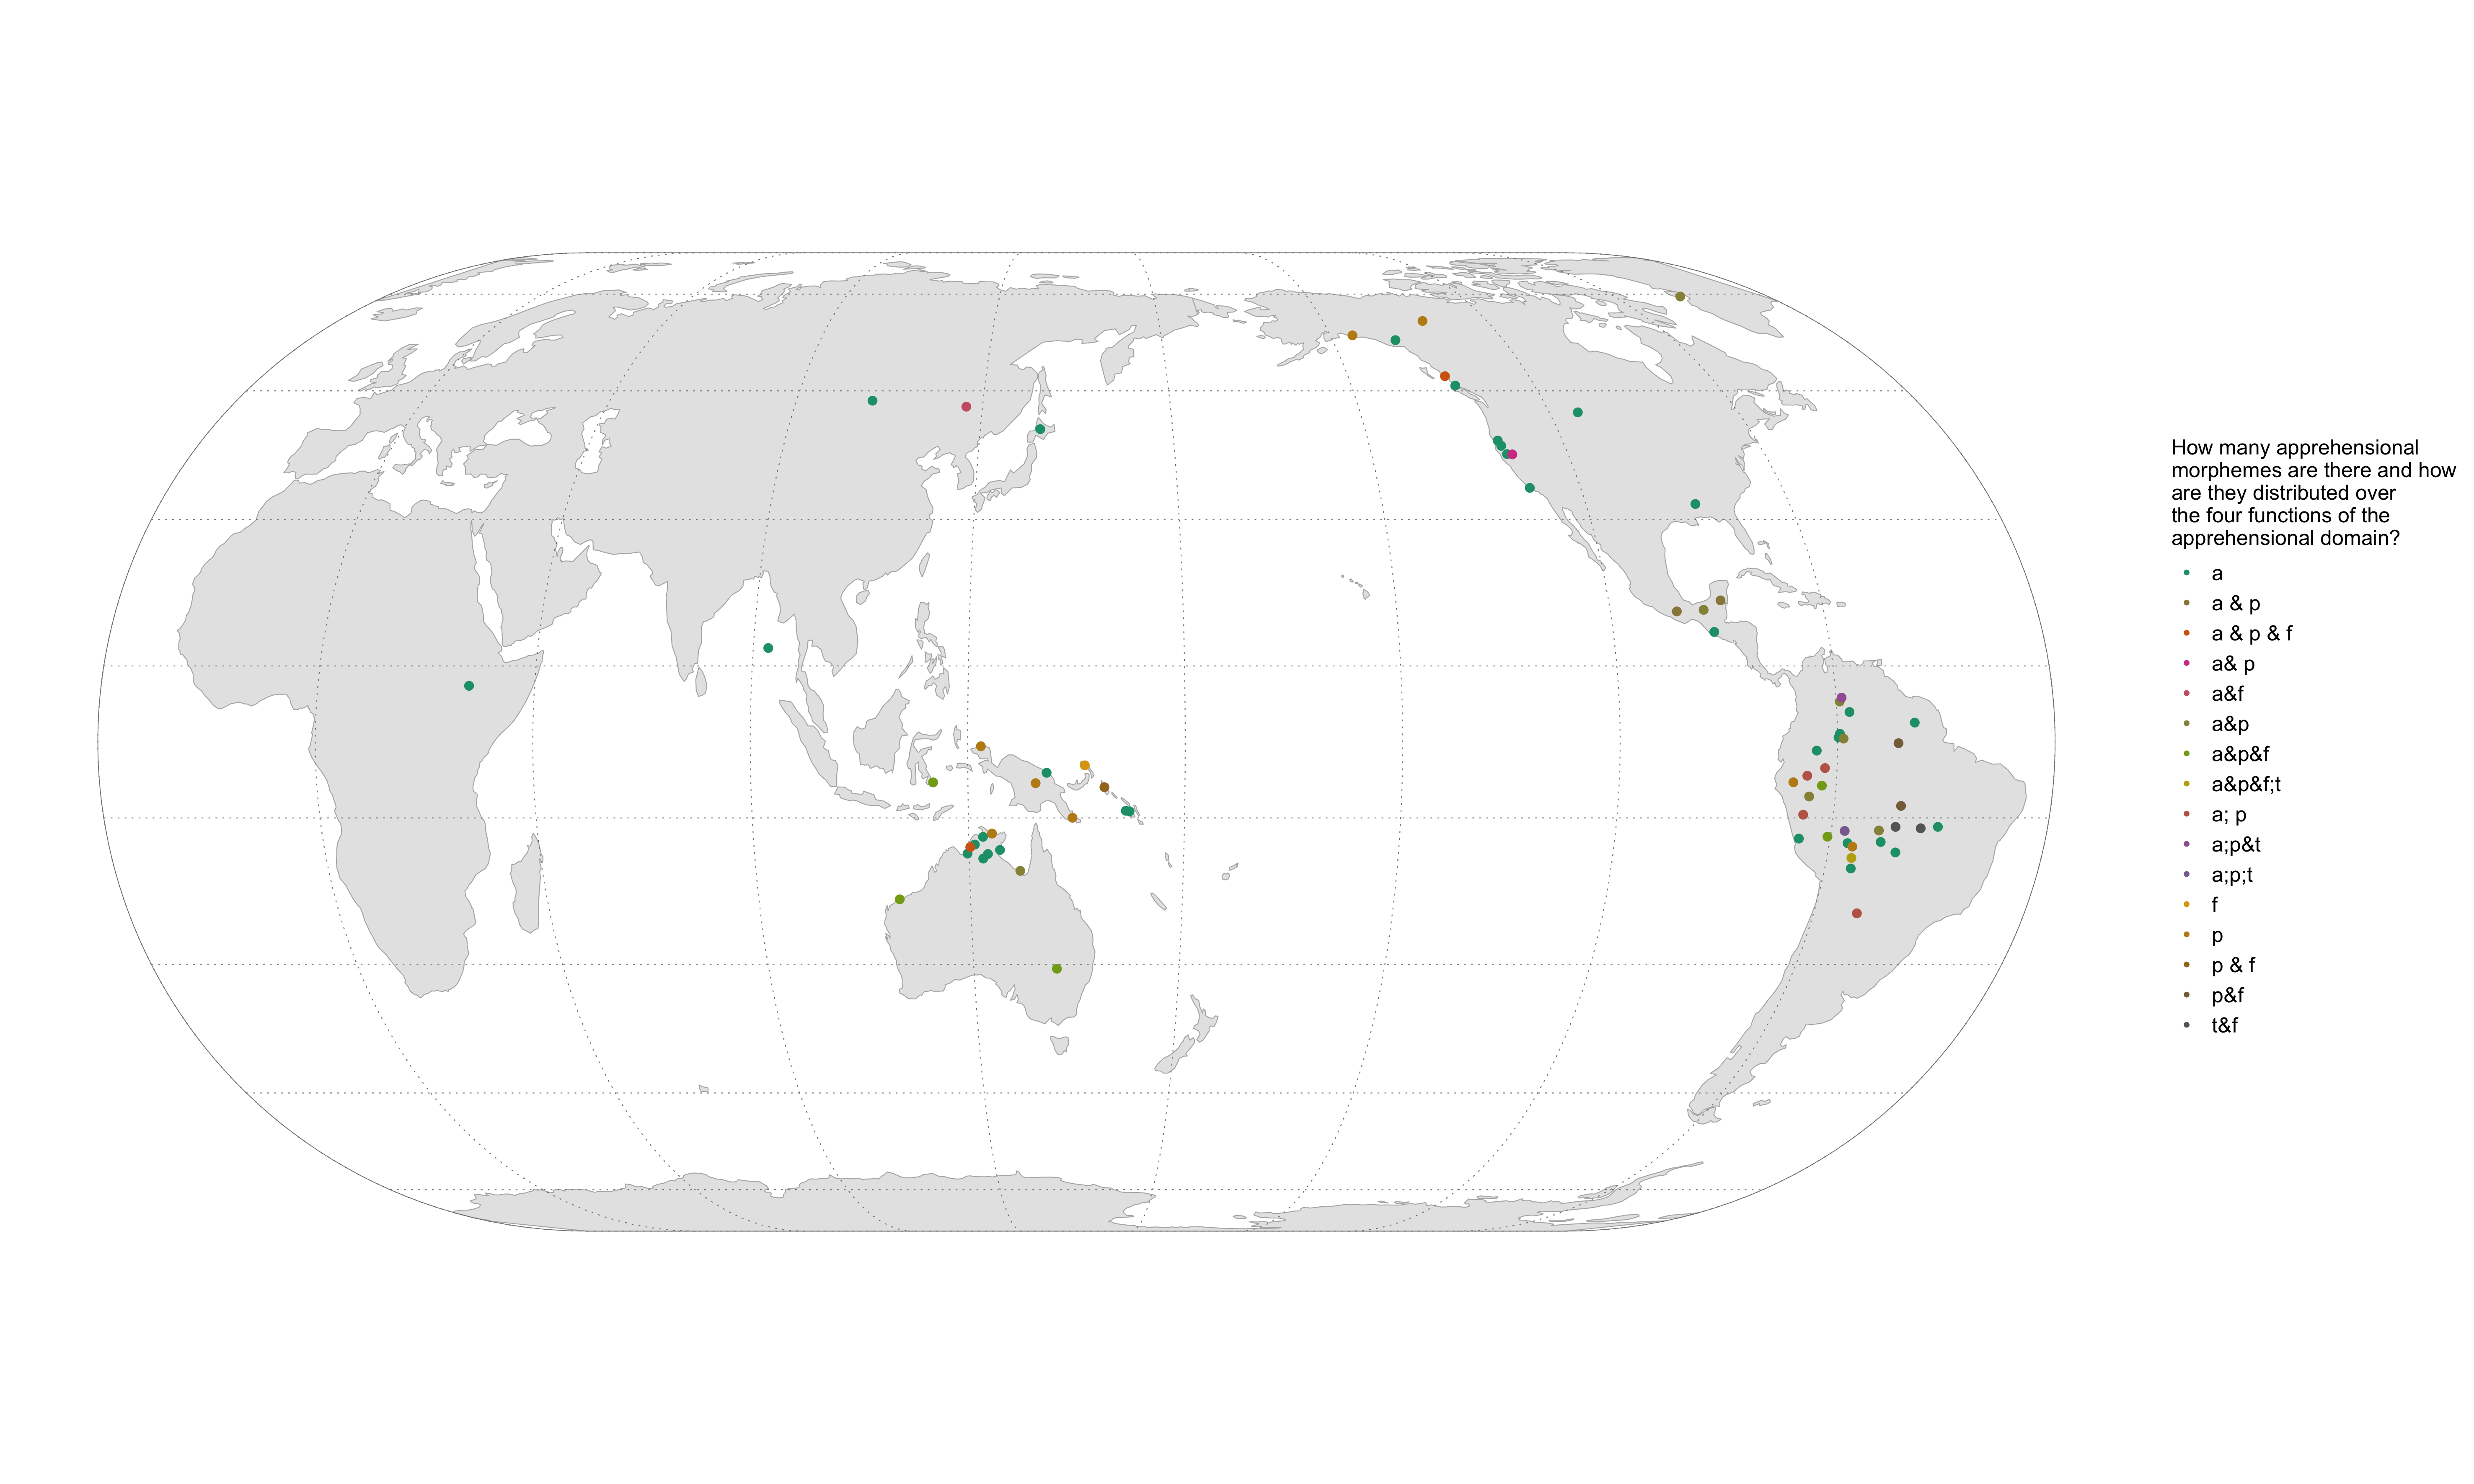 How many apprehensional
morphemes are there and how
are they distributed over
the four functions of the
apprehensional domain?
a
a & p
a & p & f
a& p
a&f
a&p
a&p&f
a&p&f;t
a; p
a;p&t
a;p;t
f
p
p & f
p&f
t&f